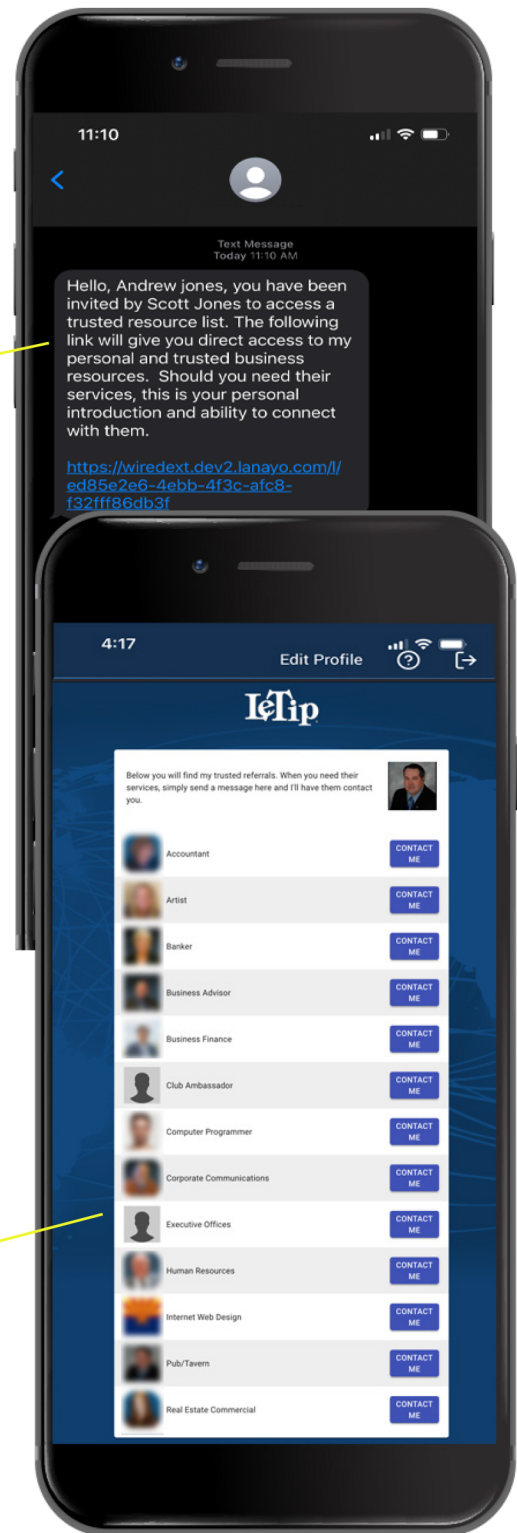 11:10
Text Message
Today 11:10 AM
Hello, Andrew jones, you have been
invited by Scott Jones to access a
trusted resource list. The following
link will give you direct access to my
personal and trusted business
resources.  Should you need their
services, this is your personal
introduction and ability to connect
with them.
https://wiredext.dev2.lanayo.com/l/
ed85e2e6-4ebb-4f3c-afc8-
f32fff86db3f
4:17
Edit Profile
LeTip
Below you will find my trusted referrals. When you need their
services, simply send a message here and I'll have them contact
you.
Accountant
CONTACT
ME
Artist
CONTACT
ME
Banker
CONTACT
ME
Business Advisor
CONTACT
ME
Business Finance
CONTACT
ME
Club Ambassador
CONTACT
ME
Computer Programmer
CONTACT
ME
Corporate Communications
CONTACT
ME
Executive Offices
CONTACT
ME
Human Resources
CONTACT
ME
Internet Web Design
CONTACT
ME
Pub/Tavern
CONTACT
ME
Real Estate Commercial
CONTACT
ME